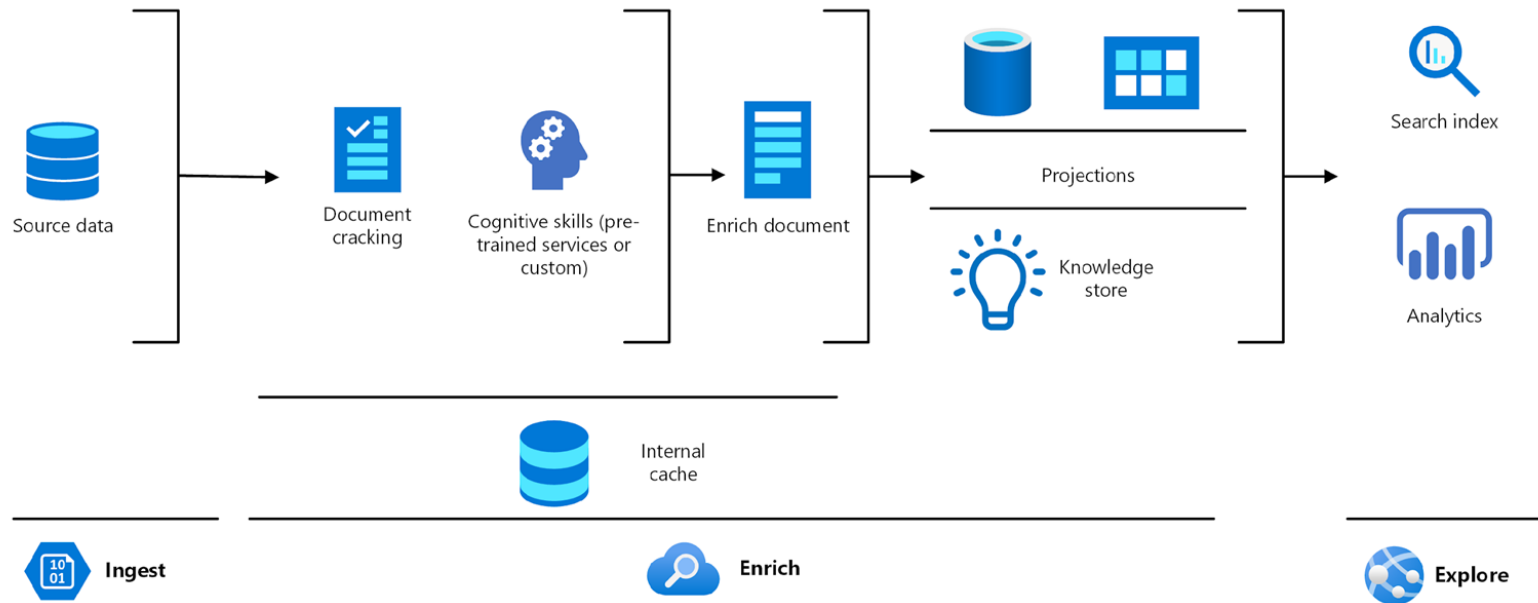 Source data
Document
cracking
Cognitive skills (pre-
trained services or
custom)
Enrich document
Projections
Knowledge
store
Search index
Analytics
Internal
cache
10
01
Ingest
Enrich
Explore